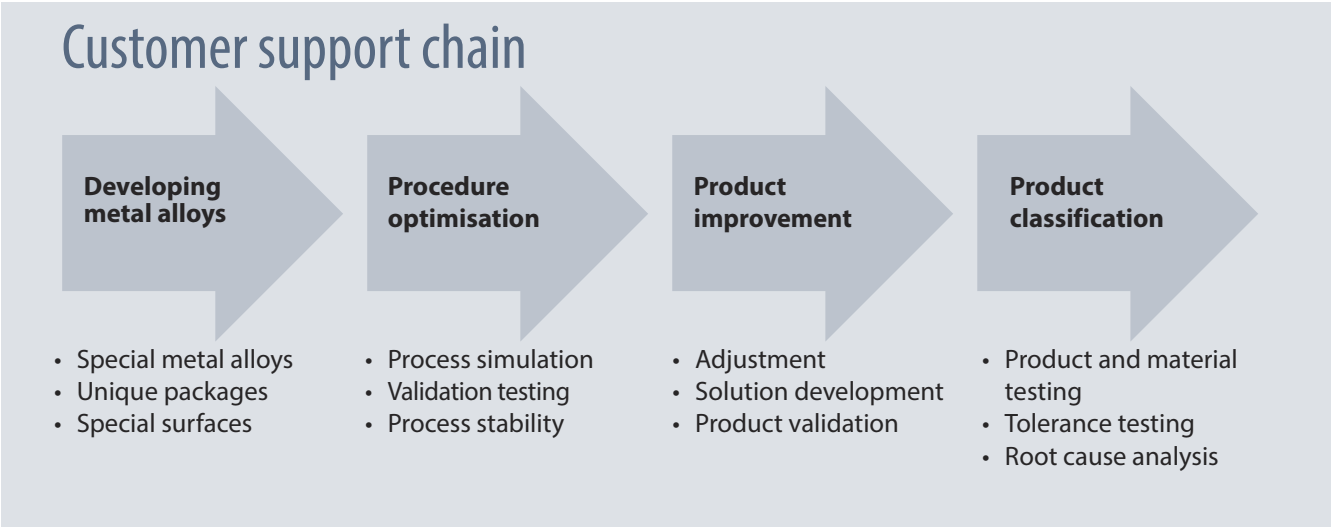 Customer support chain
Developing
metal alloys
Procedure
optimisation
Product
improvement
Product
classification
• Special metal alloys
• Unique packages
• Special surfaces
• Process simulation
• Validation testing
• Process stability
• Adjustment
• Solution development
• Product validation
• Product and material
testing
• Tolerance testing
• Root cause analysis